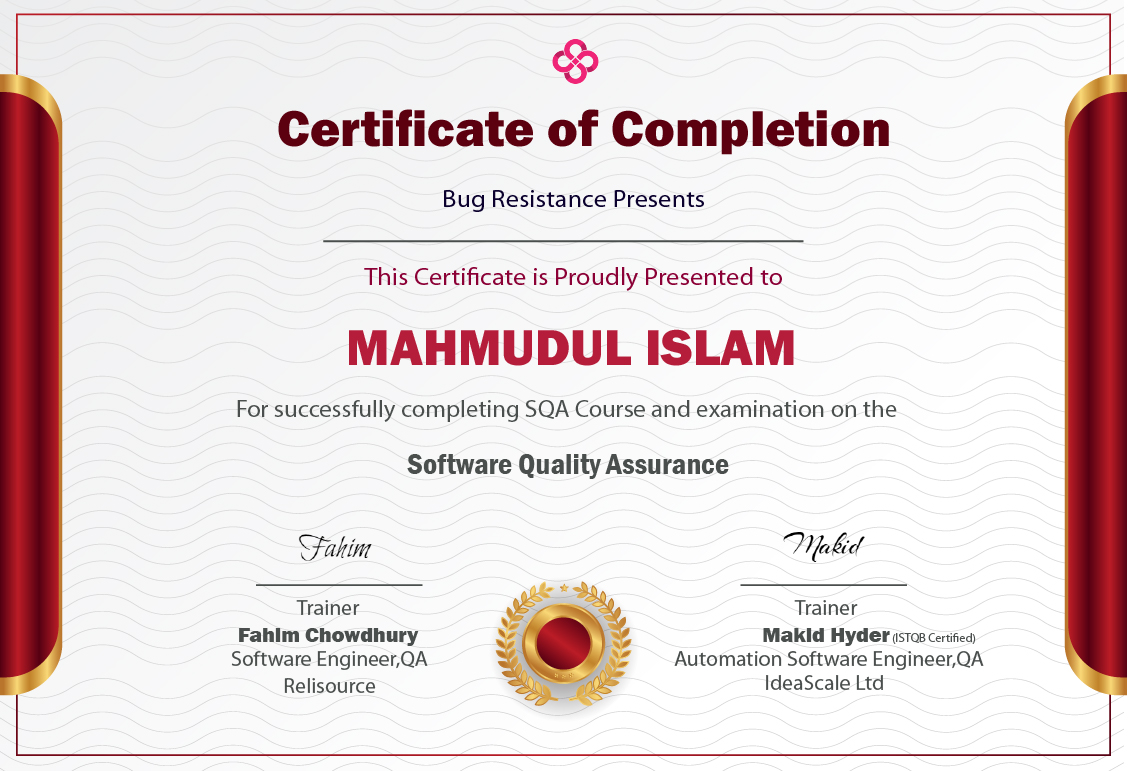 Certificate of Completion
Bug Resistance Presents
This Certificate is Proudly Presented to
MAHMUDUL ISLAM
For successfully completing SQA Course and examination on the
Software Quality Assurance
Fahim
Trainer
Fahim Chowdhury
Software Engineer,QA
Relisource
Makid
Trainer
Makid Hyder (ISTQB Certified)
Automation Software Engineer,QA
IdeaScale Ltd